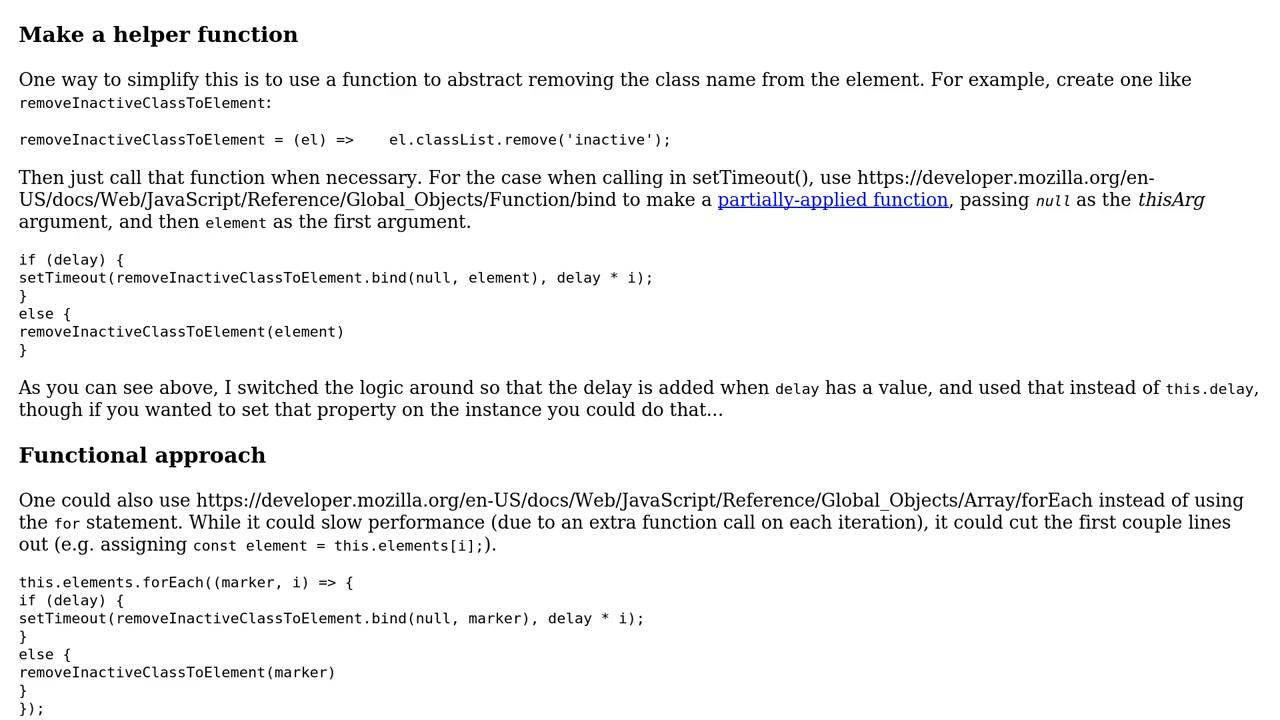 Make a helper function
One way to simplify this is to use a function to abstract removing the class name from the element. For example, create one like
removeInactiveClassToElement:
removeInactiveClassToElement = (el) =>    el.classList.remove('inactive');
Then just call that function when necessary. For the case when calling in setTimeout(), use https://developer.mozilla.org/en-
US/docs/Web/JavaScript/Reference/Global_Objects/Function/bind to make a partially-applied function, passing null as the thisArg
argument, and then element as the first argument.
if (delay) {
setTimeout(removeInactiveClassToElement.bind(null, element), delay * i);
}
else {
removeInactiveClassToElement(element)
}
As you can see above, I switched the logic around so that the delay is added when delay has a value, and used that instead of this.delay,
though if you wanted to set that property on the instance you could do that...
Functional approach
One could also use https://developer.mozilla.org/en-US/docs/Web/JavaScript/Reference/Global_Objects/Array/forEach instead of using
the for statement. While it could slow performance (due to an extra function call on each iteration), it could cut the first couple lines
out (e.g. assigning const element = this.elements[i];).
this.elements.forEach((marker, i) => {
if (delay) {
setTimeout(removeInactiveClassToElement.bind(null, marker), delay * i);
}
else {
removeInactiveClassToElement(marker)
}
});